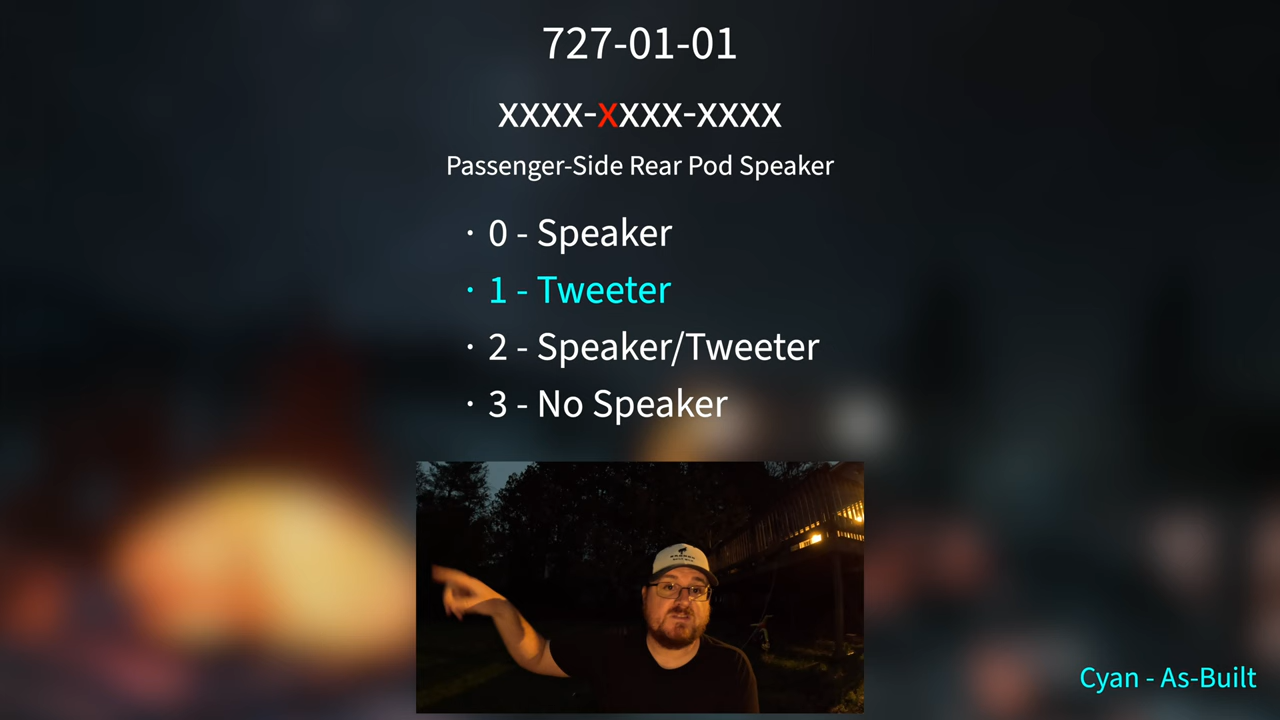 727-01-01
xxxx-xxxx-xxxx
Passenger-Side Rear Pod Speaker
· 0 - Speaker
· 1 - Tweeter
· 2 - Speaker/Tweeter
· 3 - No Speaker
Cyan - As-Built